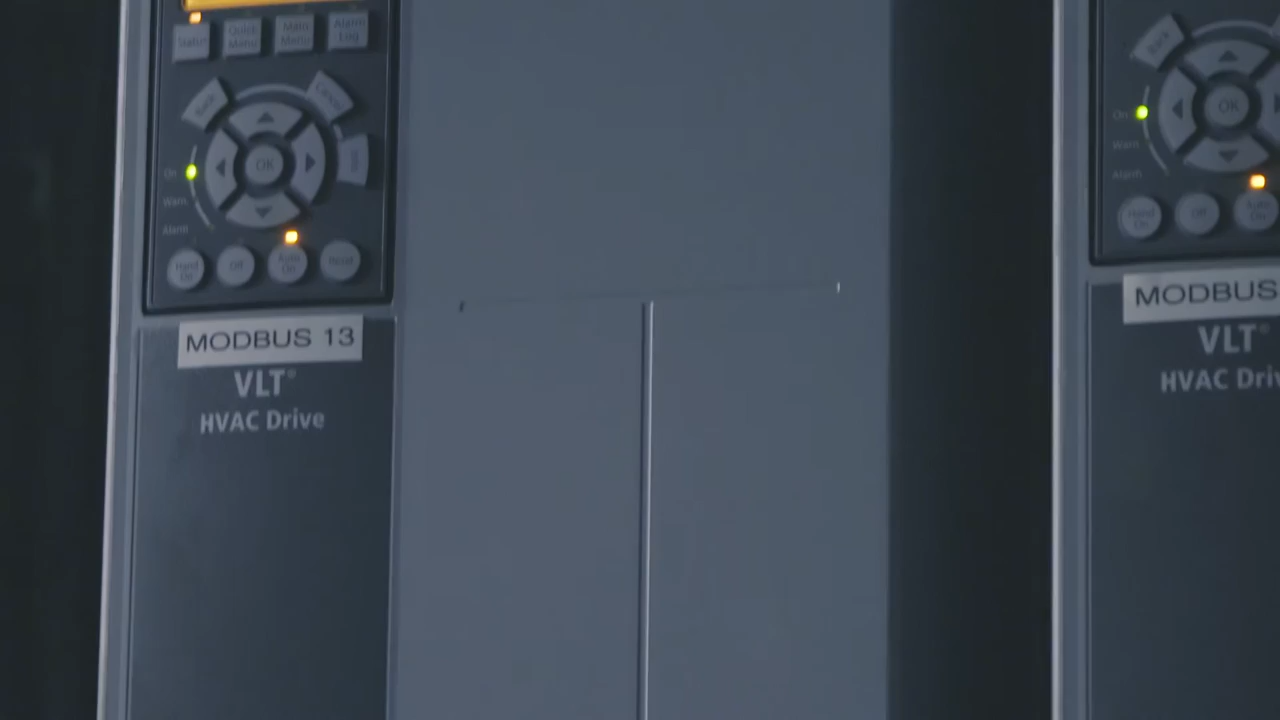 Status
Quick Menu
Main Menu
Alarm Log
Back
Cancel
OK
On
Warn.
Alarm
Hand On
Off
Auto On
Reset
MODBUS 13
VLT®
HVAC Drive
Back
OK
On
Warn.
Alarm
Hand On
Off
Auto On
MODBUS
VLT®
HVAC Driv